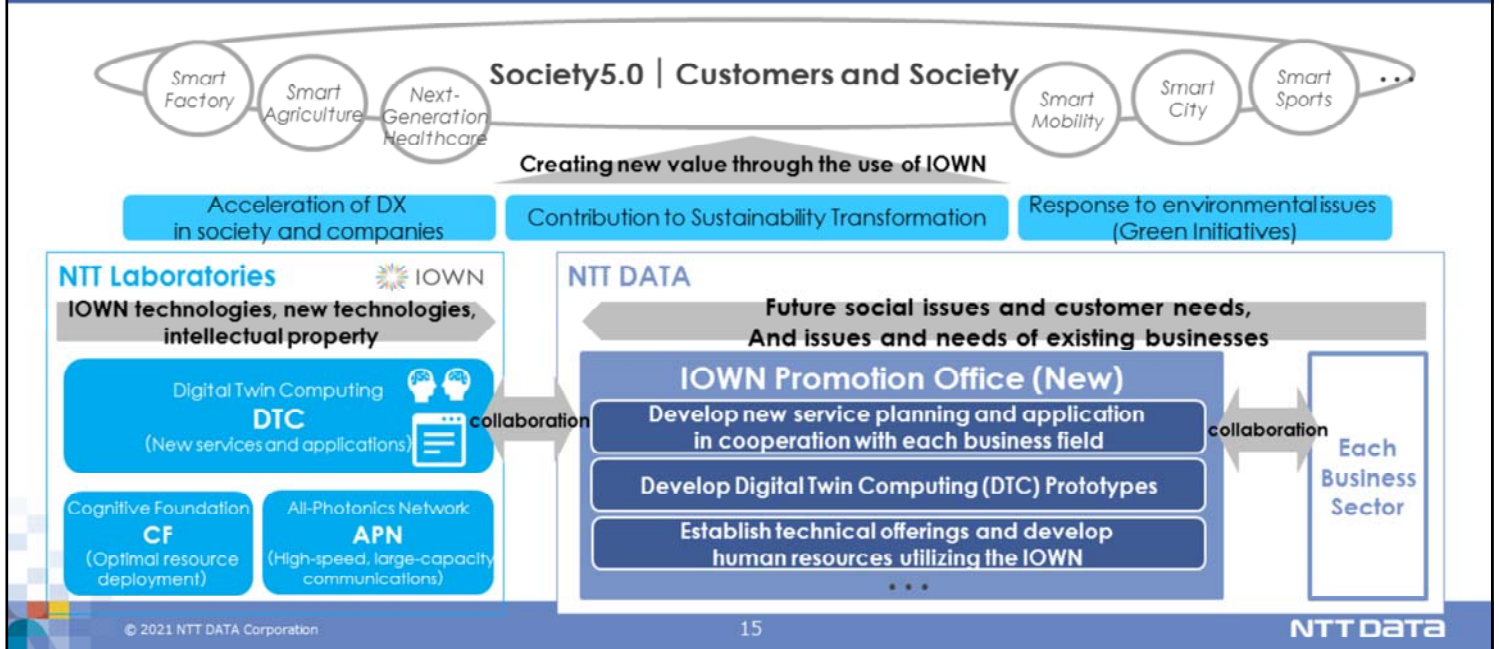 Smart
Factory
Smart
Agriculture
Next-
Generation
Healthcare
Society5.0 | Customers and Society
Smart
Mobility
Smart
City
Smart
Sports
...
Creating new value through the use of IOWN
Acceleration of DX
in society and companies
Contribution to Sustainability Transformation
Response to environmental issues
(Green Initiatives)
NTT Laboratories
IOWN
IOWN technologies, new technologies,
intellectual property
Digital Twin Computing
DTC
(New services and applications)
Cognitive Foundation
CF
(Optimal resource
deployment)
All-Photonics Network
APN
(High-speed, large-capacity
communications)
collaboration
NTT DATA
Future social issues and customer needs,
And issues and needs of existing businesses
IOWN Promotion Office (New)
Develop new service planning and application
in cooperation with each business field
Develop Digital Twin Computing (DTC) Prototypes
Establish technical offerings and develop
human resources utilizing the IOWN
...
collaboration
Each
Business
Sector
© 2021 NTT DATA Corporation
15
NTT DATA